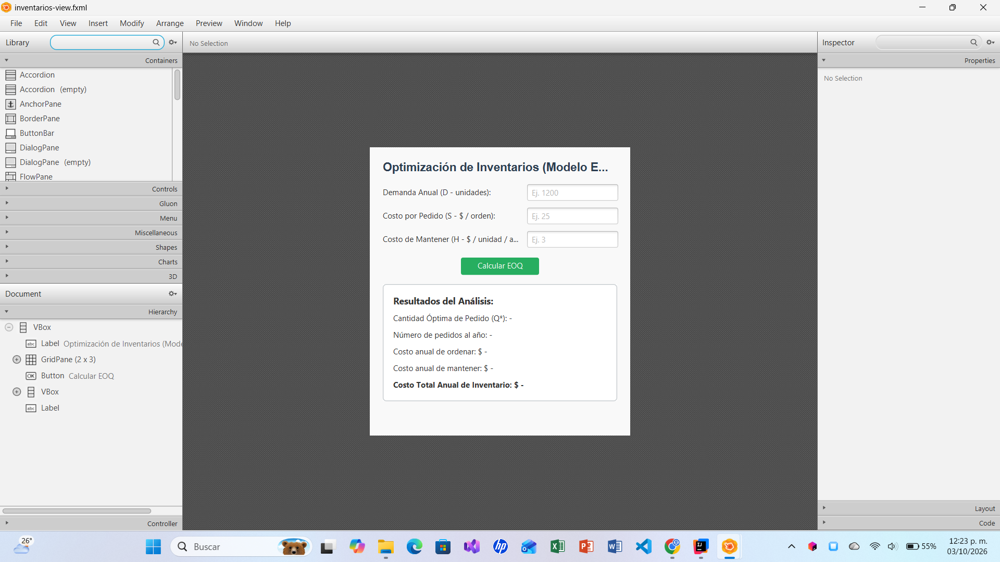 inventarios-view.fxml
File Edit View Insert Modify Arrange Preview Window Help
Library
No Selection
Inspector
Containers
Properties
Accordion
Accordion (empty)
AnchorPane
BorderPane
ButtonBar
DialogPane
DialogPane (empty)
FlowPane
Controls
Gluon
Menu
Miscellaneous
Shapes
Charts
3D
Document
Hierarchy
VBox
Label Optimización de Inventarios (Mode
GridPane (2 x 3)
OK Button Calcular EOQ
VBox
abc Label
Controller
Optimización de Inventarios (Modelo E...
Demanda Anual (D - unidades): Ej. 1200
Costo por Pedido (S - $ / orden): Ej. 25
Costo de Mantener (H - $ / unidad / a... Ej. 3
Calcular EOQ
Resultados del Análisis:
Cantidad Óptima de Pedido (Q*): -
Número de pedidos al año: -
Costo anual de ordenar: $ -
Costo anual de mantener: $ -
Costo Total Anual de Inventario: $ -
No Selection
Layout
Code
26°
Buscar
55%
12:23 p. m.
03/10/2026